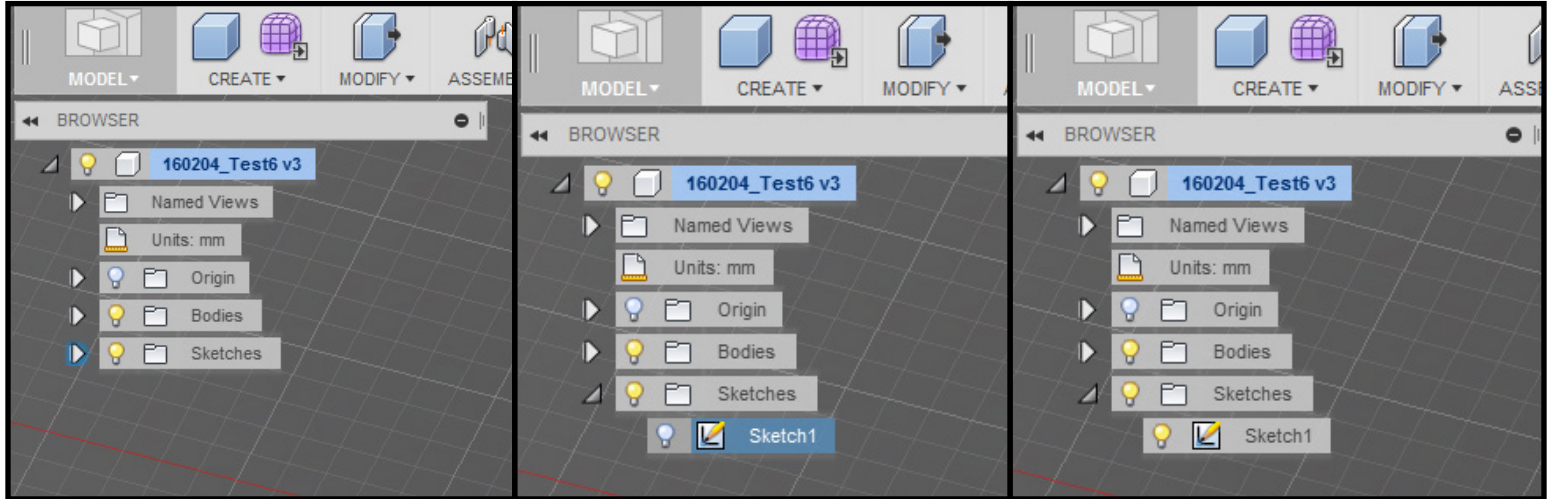 MODEL CREATE MODIFY ASSEME
BROWSER
160204_Test6 v3
Named Views
Units: mm
Origin
Bodies
Sketches
MODEL CREATE MODIFY
BROWSER
160204_Test6 v3
Named Views
Units: mm
Origin
Bodies
Sketches
Sketch1
MODEL CREATE MODIFY ASSE
BROWSER
160204_Test6 v3
Named Views
Units: mm
Origin
Bodies
Sketches
Sketch1